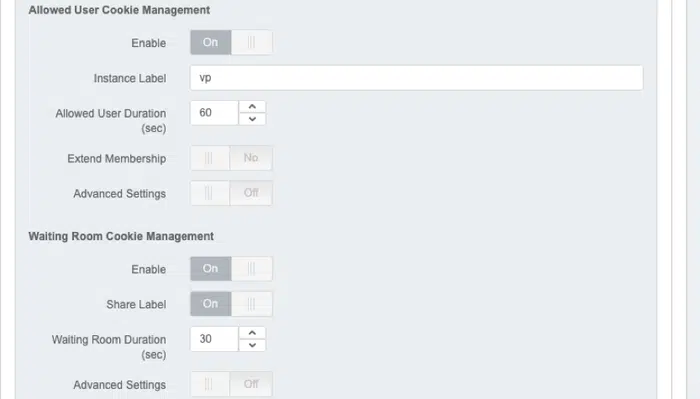 Allowed User Cookie Management
Enable On
Instance Label vp
Allowed User Duration 60
(sec)
Extend Membership No
Advanced Settings Off
Waiting Room Cookie Management
Enable On
Share Label On
Waiting Room Duration 30
(sec)
Advanced Settings Off